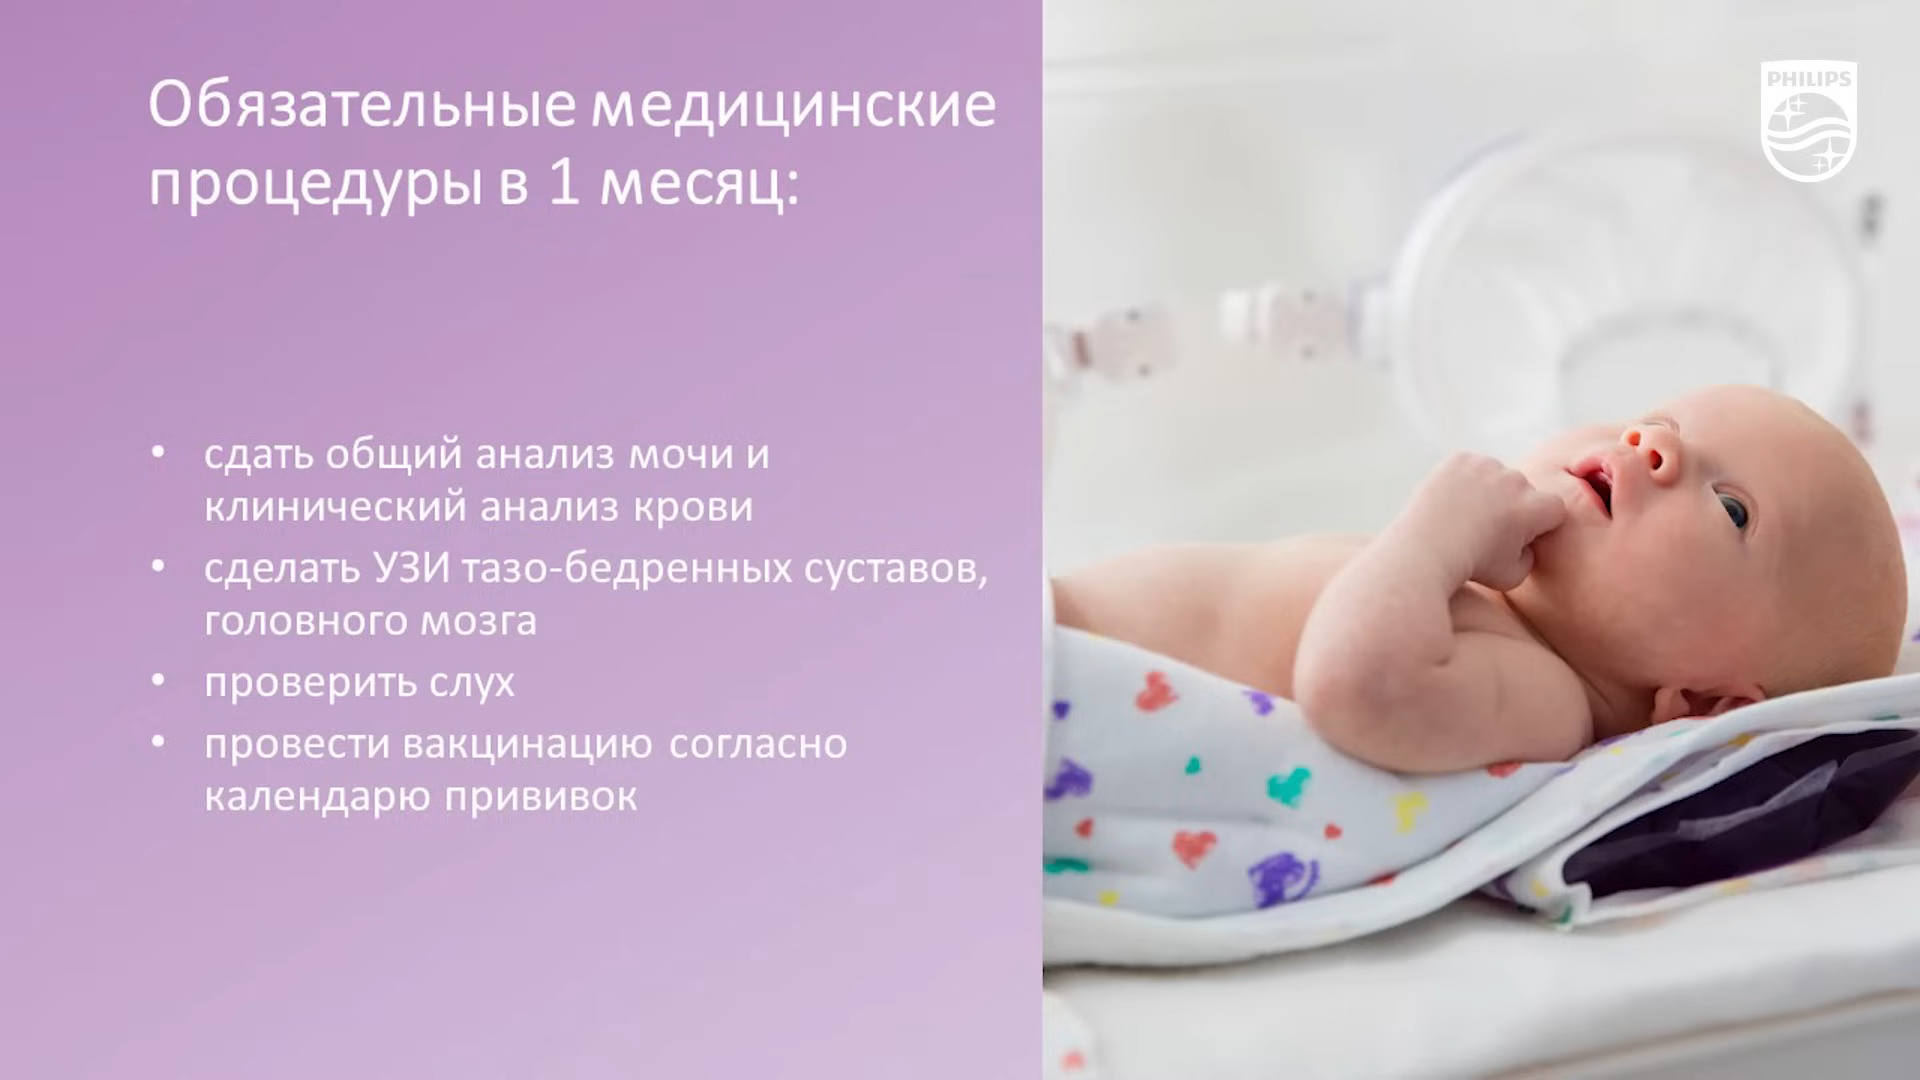 Обязательные медицинские
процедуры в 1 месяц:
PHILIPS
• сдать общий анализ мочи и
клинический анализ крови
• сделать УЗИ тазо-бедренных суставов,
головного мозга
• проверить слух
• провести вакцинацию согласно
календарю прививок